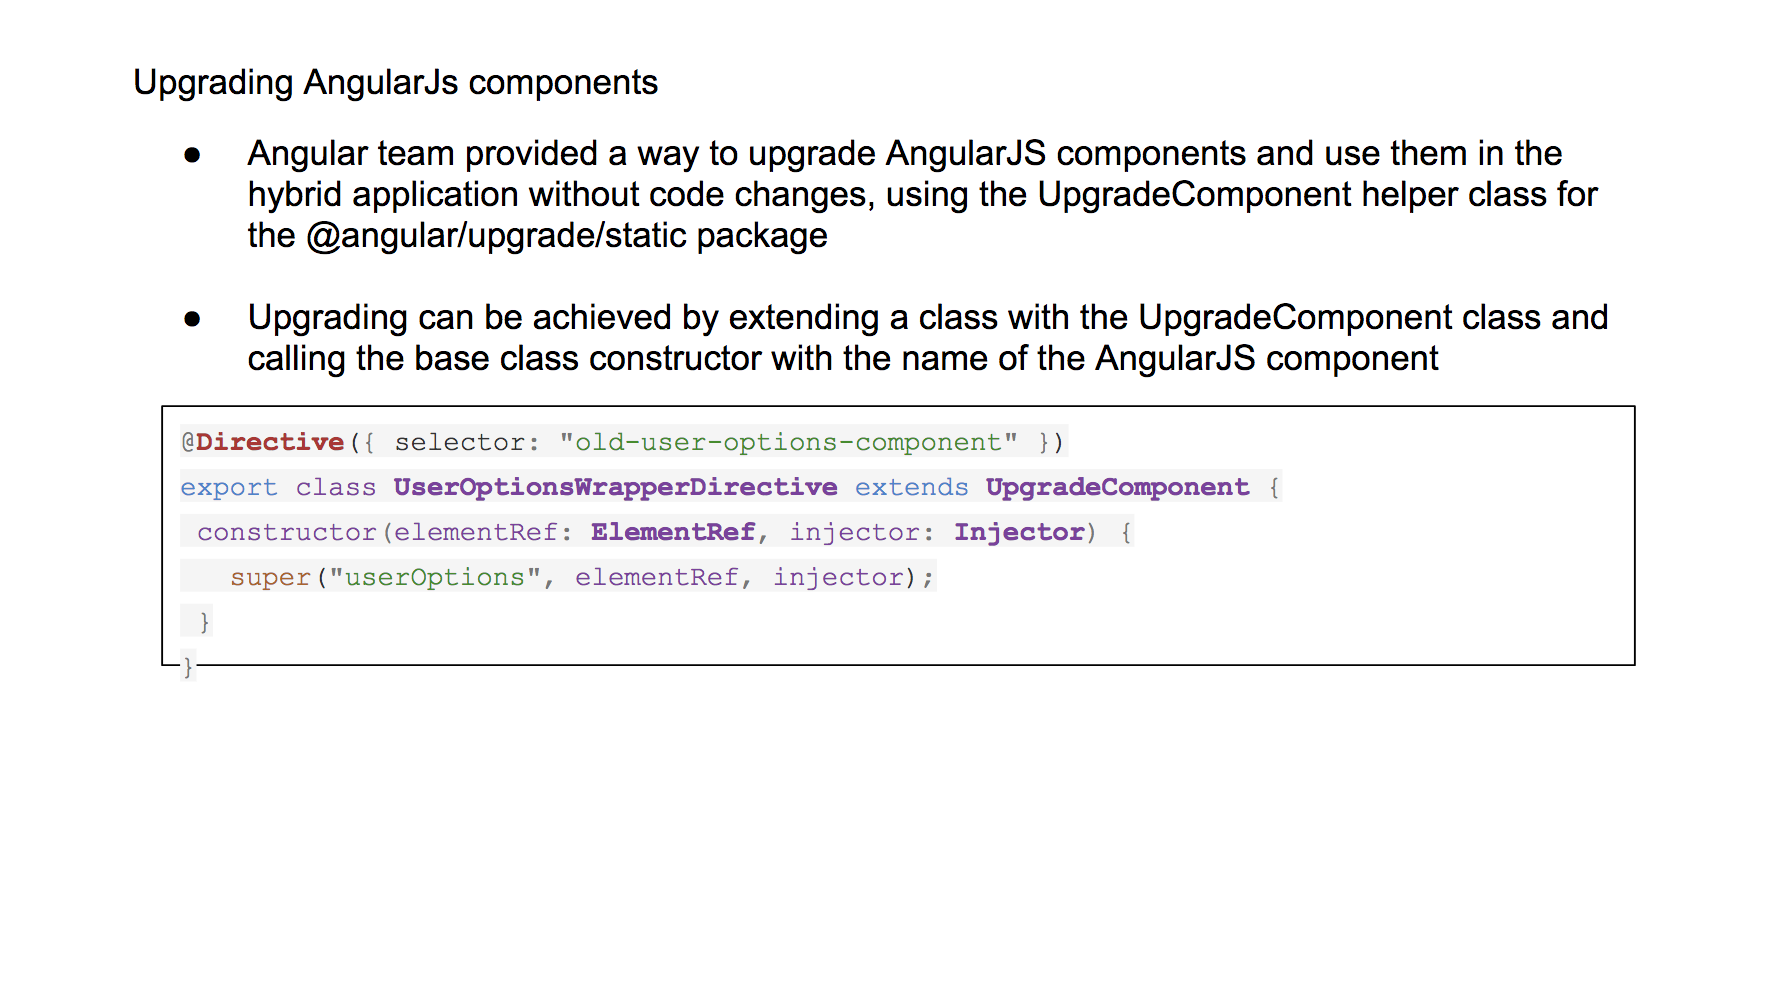 Upgrading AngularJs components
● Angular team provided a way to upgrade AngularJS components and use them in the
hybrid application without code changes, using the UpgradeComponent helper class for
the @angular/upgrade/static package
● Upgrading can be achieved by extending a class with the UpgradeComponent class and
calling the base class constructor with the name of the AngularJS component
@Directive({ selector: "old-user-options-component" })
export class UserOptionsWrapperDirective extends UpgradeComponent {
 constructor(elementRef: ElementRef, injector: Injector) {
   super("userOptions", elementRef, injector);
 }
}